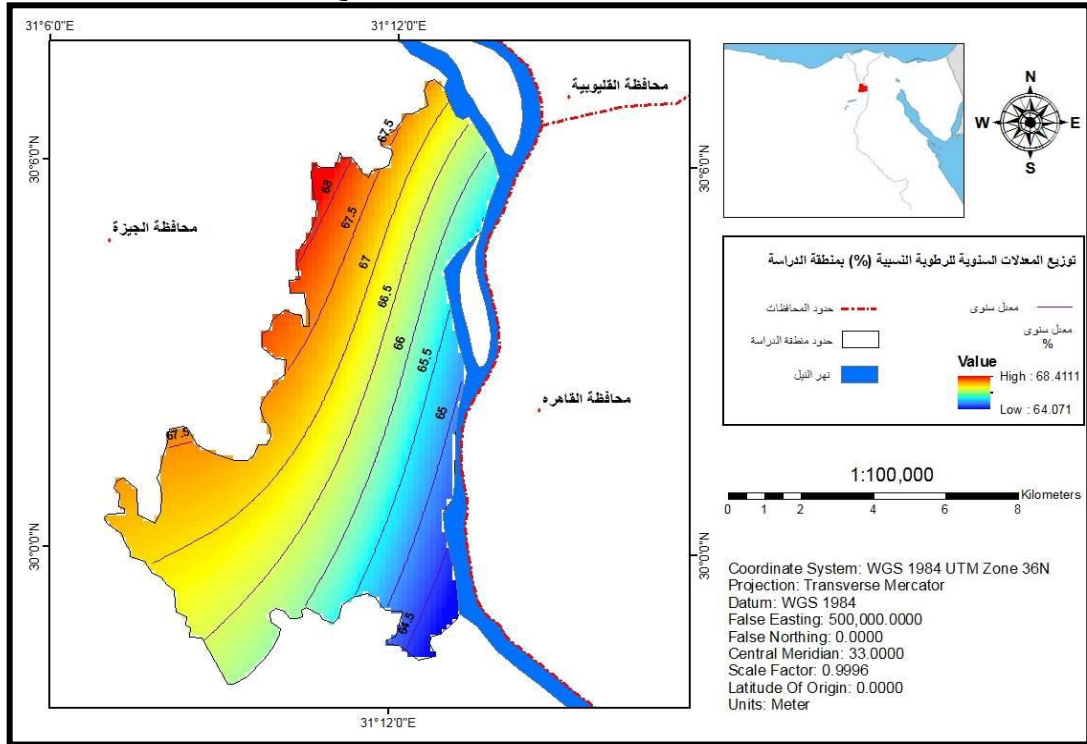 31°6'0"E
31°12'0"E
30°6'0"N
30°6'0"N
محافظة القليوبية
محافظة الجيزة
محافظة القاهره
67.5
68
67.5
67
66.5
66
65.5
65
67.5
64.5
30°0'0"N
30°0'0"N
31°12'0"E
N
W
E
S
توزيع المعدلات السنوية للرطوبة النسبية (%) بمنطقة الدراسة
معدل سنوى
حدود المحافظات
معدل سنوى
%
حدود منطقة الدراسة
نهر النيل
Value
High : 68.4111
Low : 64.071
1:100,000
Kilometers
0 1 2 4 6 8
Coordinate System: WGS 1984 UTM Zone 36N
Projection: Transverse Mercator
Datum: WGS 1984
False Easting: 500,000.0000
False Northing: 0.0000
Central Meridian: 33.0000
Scale Factor: 0.9996
Latitude Of Origin: 0.0000
Units: Meter